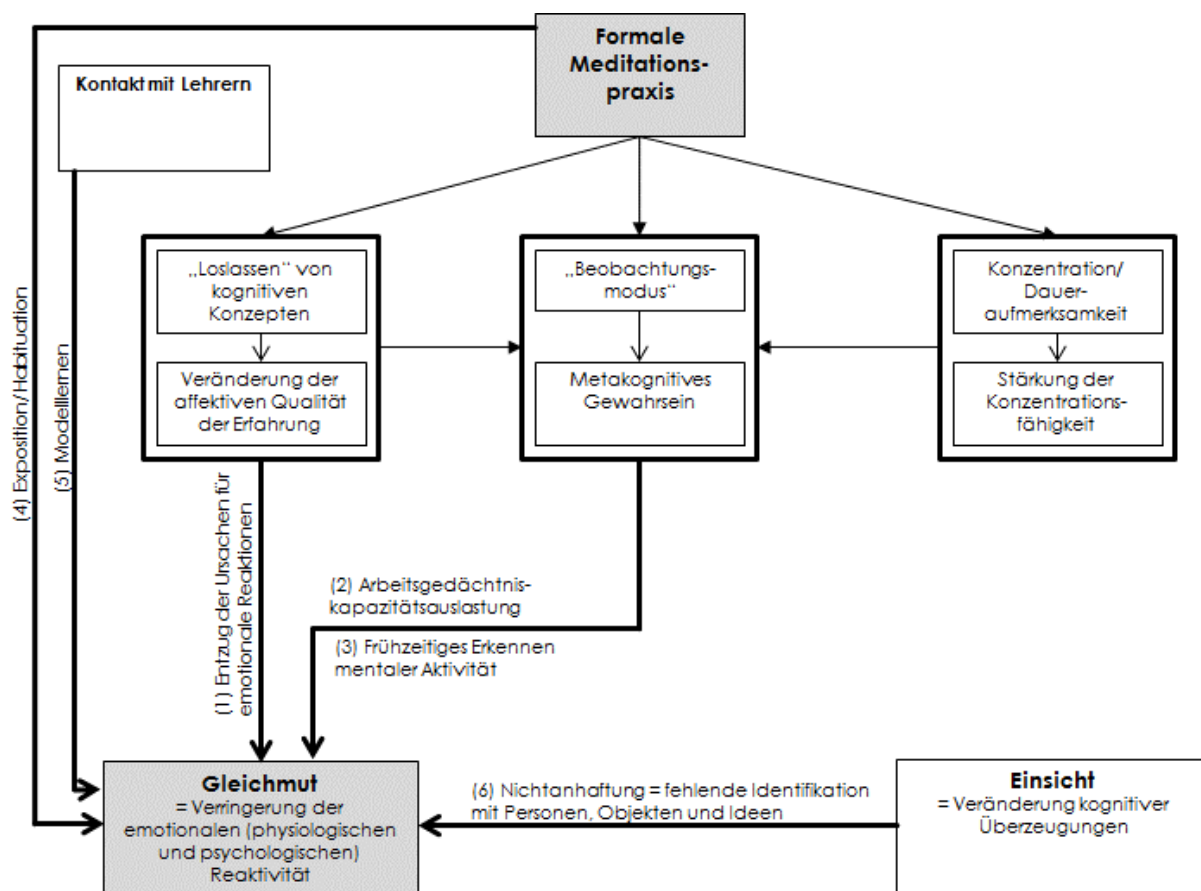 Formale
Meditations-
praxis
Kontakt mit Lehrern
„Loslassen“ von
kognitiven
Konzepten
Veränderung der
affektiven Qualität
der Erfahrung
„Beobachtungs-
modus“
Metakognitives
Gewahrsein
Konzentration/
Dauer-
aufmerksamkeit
Stärkung der
Konzentrations-
fähigkeit
(4) Exposition/Habituation
(5) Modelllernen
(1) Entzug der Ursachen für
emotionale Reaktionen
(2) Arbeitsgedächtnis-
kapazitätsauslastung
(3) Frühzeitiges Erkennen
mentaler Aktivität
Gleichmut
= Verringerung der
emotionalen (physiologischen
und psychologischen)
Reaktivität
(6) Nichtanhaftung = fehlende Identifikation
mit Personen, Objekten und Ideen
Einsicht
= Veränderung kognitiver
Überzeugungen